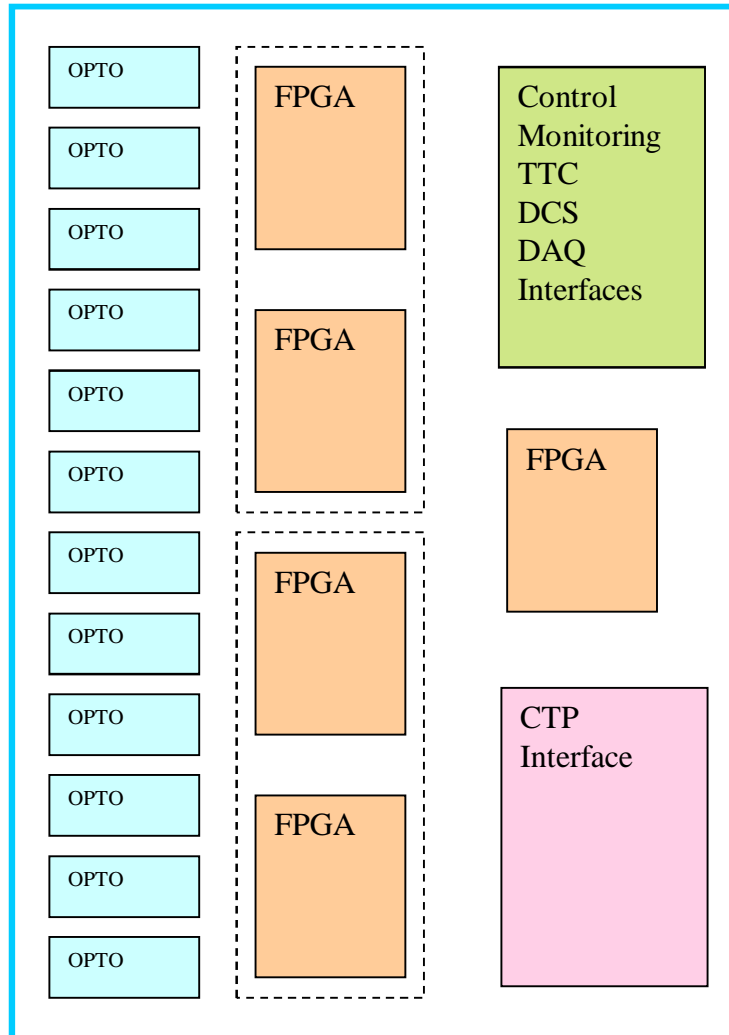 OPTO
OPTO
OPTO
OPTO
OPTO
OPTO
OPTO
OPTO
OPTO
OPTO
OPTO
OPTO
FPGA
FPGA
FPGA
FPGA
Control
Monitoring
TTC
DCS
DAQ
Interfaces
FPGA
CTP
Interface